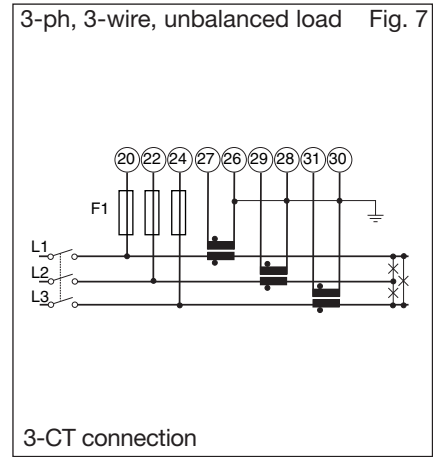 3-ph, 3-wire, unbalanced load Fig. 7
20 22 24 27 26 29 28 31 30
F1
L1
L2
L3
3-CT connection